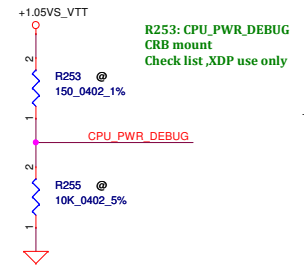 +1.05VS_VTT
R253: CPU_PWR_DEBUG
CRB mount
Check list ,XDP use only
2
R253 @
150_0402_1%
1
CPU_PWR_DEBUG
2
R255 @
10K_0402_5%
1